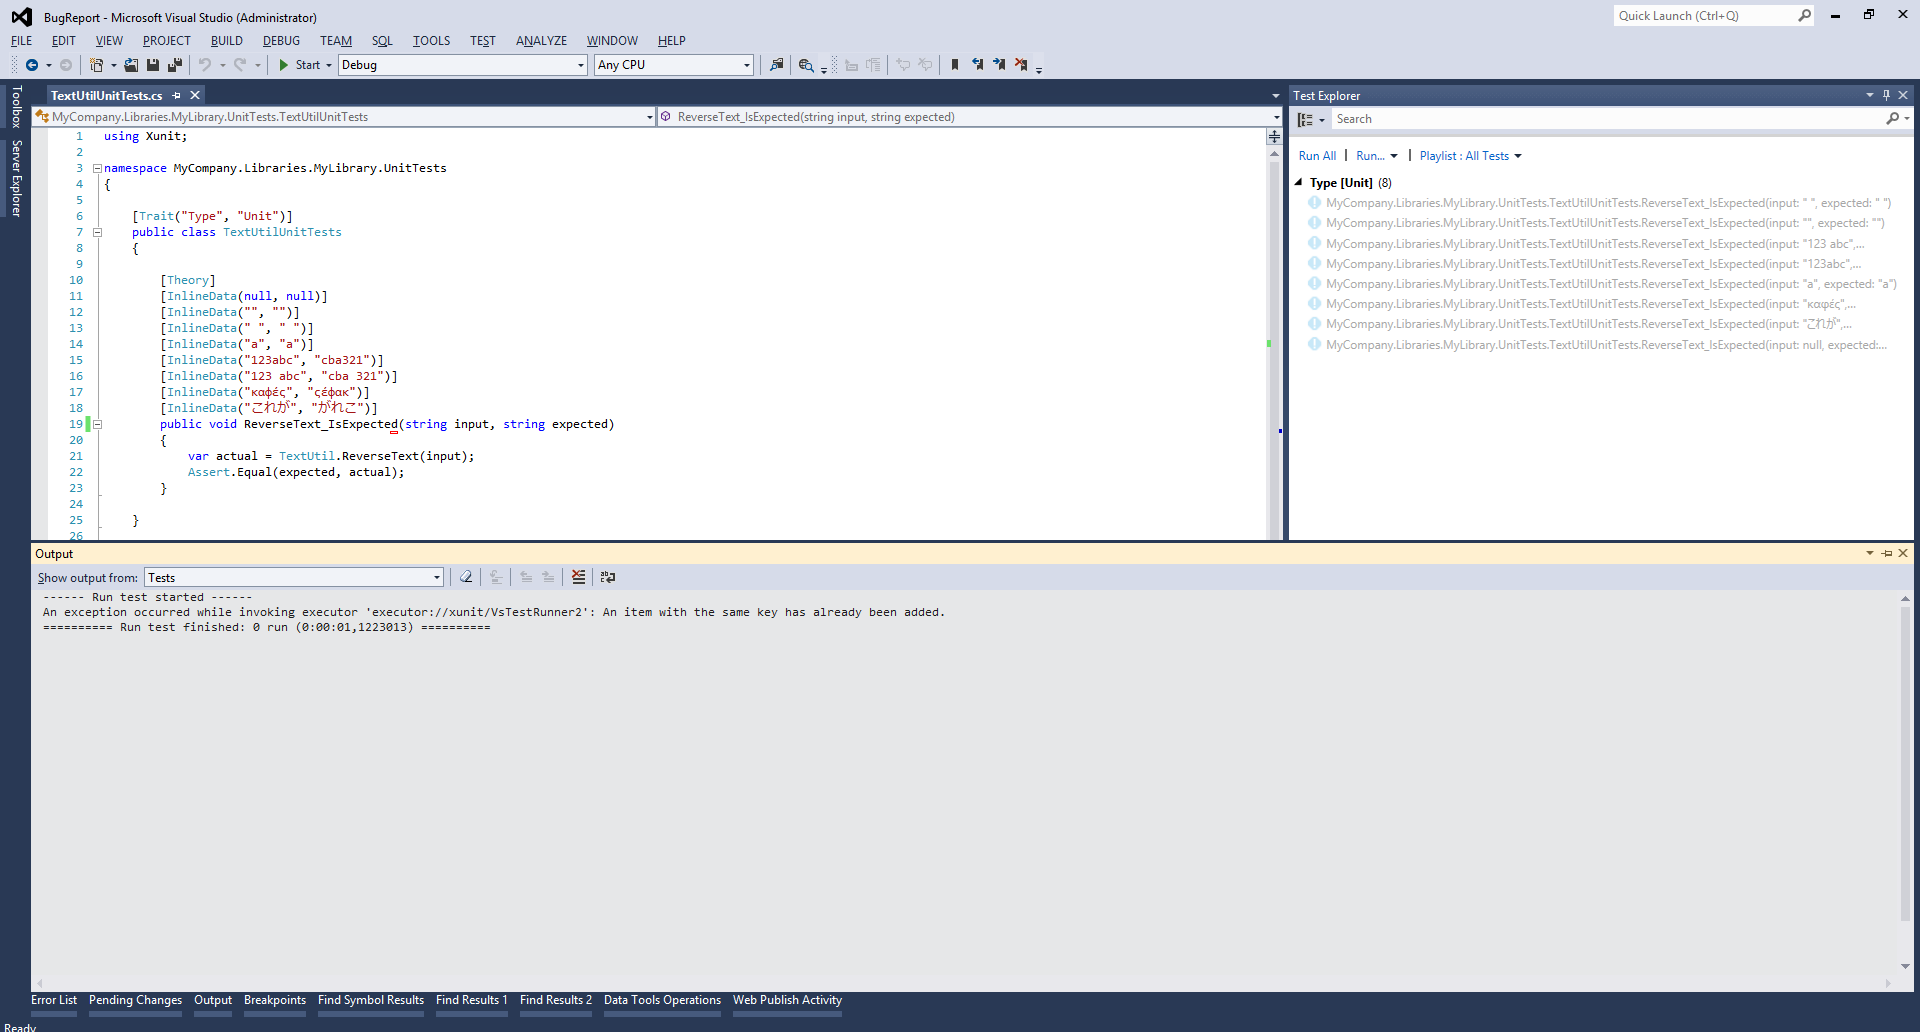 BugReport - Microsoft Visual Studio (Administrator)
Quick Launch (Ctrl+Q)
FILE EDIT VIEW PROJECT BUILD DEBUG TEAM SQL TOOLS TEST ANALYZE WINDOW HELP
Start Debug Any CPU
Toolbox
Server Explorer
TextUtilUnitTests.cs
MyCompany.Libraries.MyLibrary.UnitTests.TextUtilUnitTests
ReverseText_IsExpected(string input, string expected)
1 using Xunit;
2
3 namespace MyCompany.Libraries.MyLibrary.UnitTests
4 {
5
6 [Trait("Type", "Unit")]
7 public class TextUtilUnitTests
8 {
9
10 [Theory]
11 [InlineData(null, null)]
12 [InlineData("", "")]
13 [InlineData(" ", " ")]
14 [InlineData("a", "a")]
15 [InlineData("123abc", "cba321")]
16 [InlineData("123 abc", "cba 321")]
17 [InlineData("καφές", "ςέφακ")]
18 [InlineData("これが", "がれこ")]
19 public void ReverseText_IsExpected(string input, string expected)
20 {
21 var actual = TextUtil.ReverseText(input);
22 Assert.Equal(expected, actual);
23 }
24
25 }
26
Test Explorer
Search
Run All Run... Playlist : All Tests
Type [Unit] (8)
MyCompany.Libraries.MyLibrary.UnitTests.TextUtilUnitTests.ReverseText_IsExpected(input: " ", expected: " ")
MyCompany.Libraries.MyLibrary.UnitTests.TextUtilUnitTests.ReverseText_IsExpected(input: "", expected: "")
MyCompany.Libraries.MyLibrary.UnitTests.TextUtilUnitTests.ReverseText_IsExpected(input: "123 abc",...
MyCompany.Libraries.MyLibrary.UnitTests.TextUtilUnitTests.ReverseText_IsExpected(input: "123abc",...
MyCompany.Libraries.MyLibrary.UnitTests.TextUtilUnitTests.ReverseText_IsExpected(input: "a", expected: "a")
MyCompany.Libraries.MyLibrary.UnitTests.TextUtilUnitTests.ReverseText_IsExpected(input: "καφές",...
MyCompany.Libraries.MyLibrary.UnitTests.TextUtilUnitTests.ReverseText_IsExpected(input: "これが",...
MyCompany.Libraries.MyLibrary.UnitTests.TextUtilUnitTests.ReverseText_IsExpected(input: null, expected:...
Output
Show output from: Tests
------ Run test started ------
An exception occurred while invoking executor 'executor://xunit/VsTestRunner2': An item with the same key has already been added.
========== Run test finished: 0 run (0:00:01,1223013) ==========
Error List Pending Changes Output Breakpoints Find Symbol Results Find Results 1 Find Results 2 Data Tools Operations Web Publish Activity
Ready